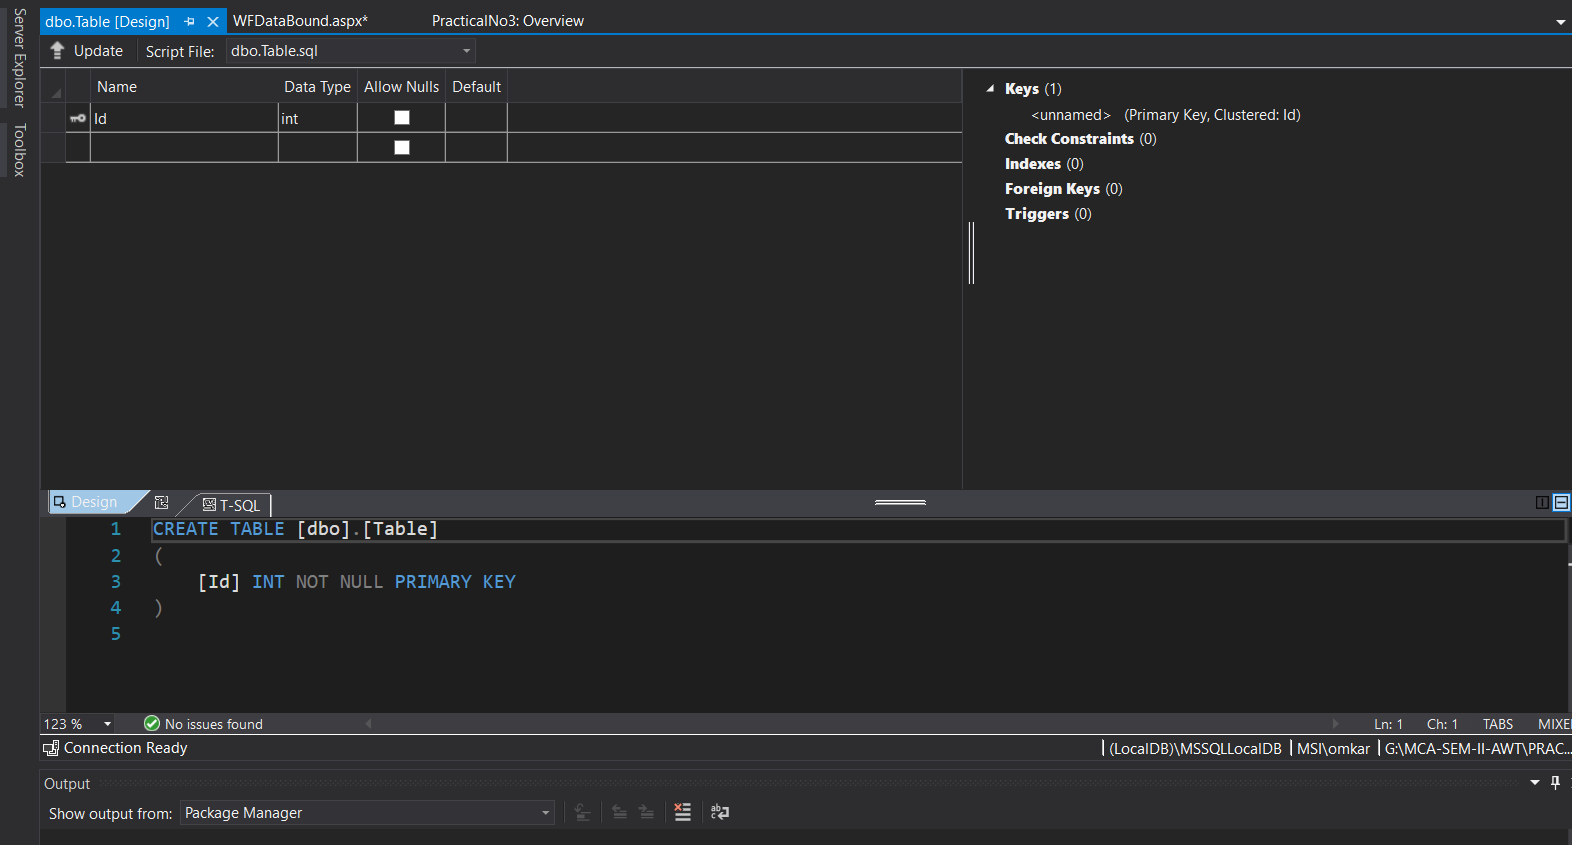 Server Explorer
Toolbox
dbo.Table [Design]
WFDataBound.aspx*
PracticalNo3: Overview
Update
Script File:
dbo.Table.sql
Name
Data Type
Allow Nulls
Default
Id
int
Keys (1)
<unnamed> (Primary Key, Clustered: Id)
Check Constraints (0)
Indexes (0)
Foreign Keys (0)
Triggers (0)
Design
T-SQL
1 CREATE TABLE [dbo].[Table]
2 (
3 [Id] INT NOT NULL PRIMARY KEY
4 )
5
123 %
No issues found
Ln: 1
Ch: 1
TABS
MIXE
Connection Ready
(LocalDB)\MSSQLLocalDB
MSI\omkar
G:\MCA-SEM-II-AWT\PRAC...
Output
Show output from:
Package Manager